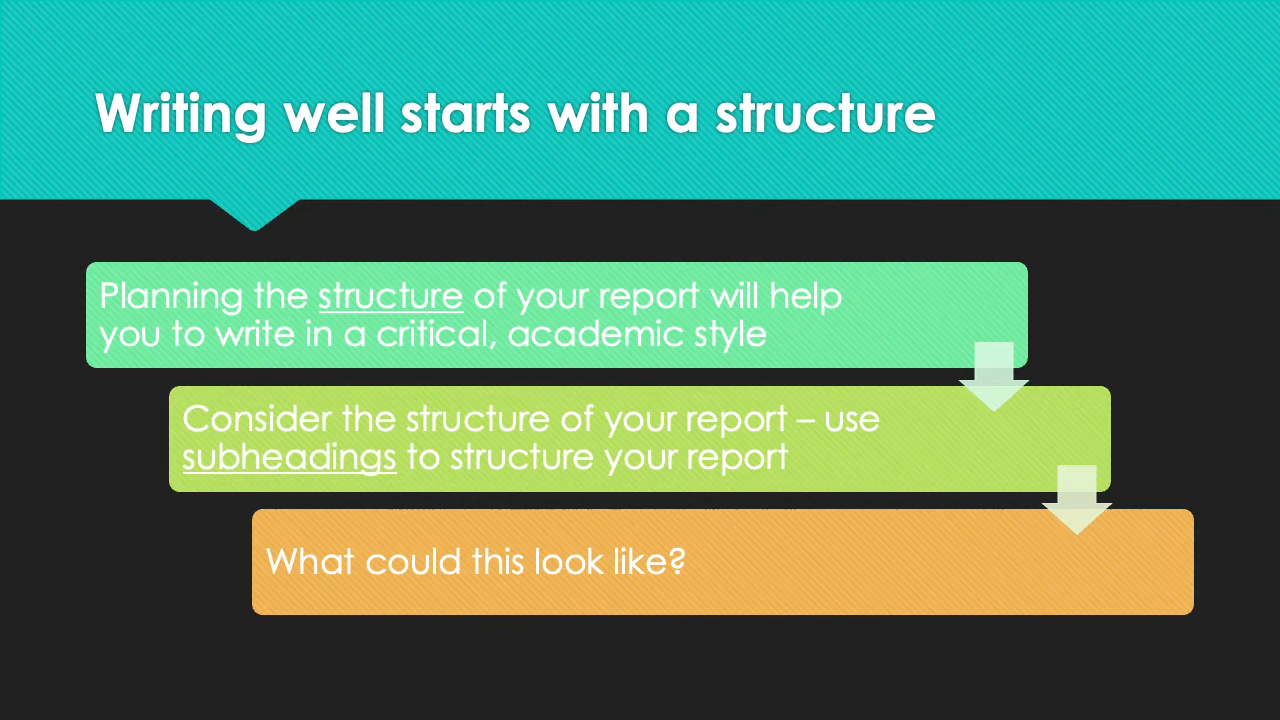 Writing well starts with a structure
Planning the structure of your report will help
you to write in a critical, academic style
Consider the structure of your report – use
subheadings to structure your report
What could this look like?